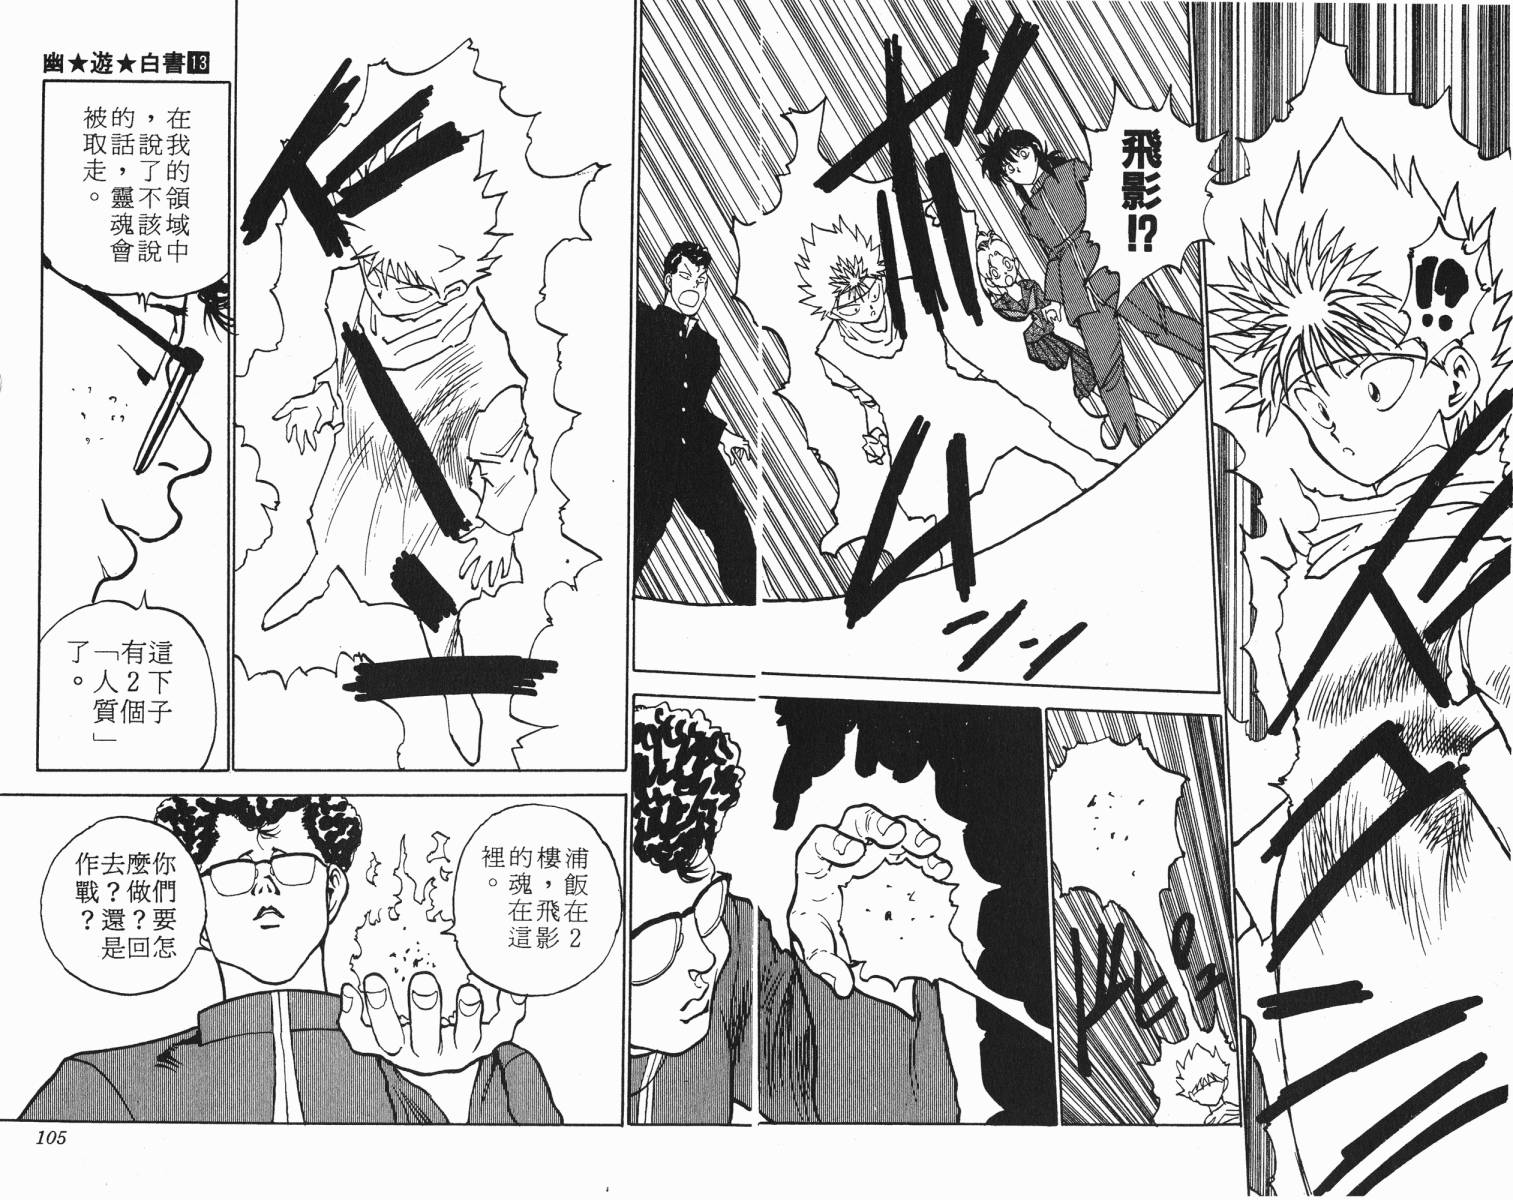 幽★遊★白書13
!?
飛影!?
在我的領域中
，說了不該說
的話，靈魂會
被取走。
這下子
有2個
「人質」
了。
浦飯在2
樓，飛影
的魂在這
裡。
你們要怎
麼做？回
去？還是
作戰？
105